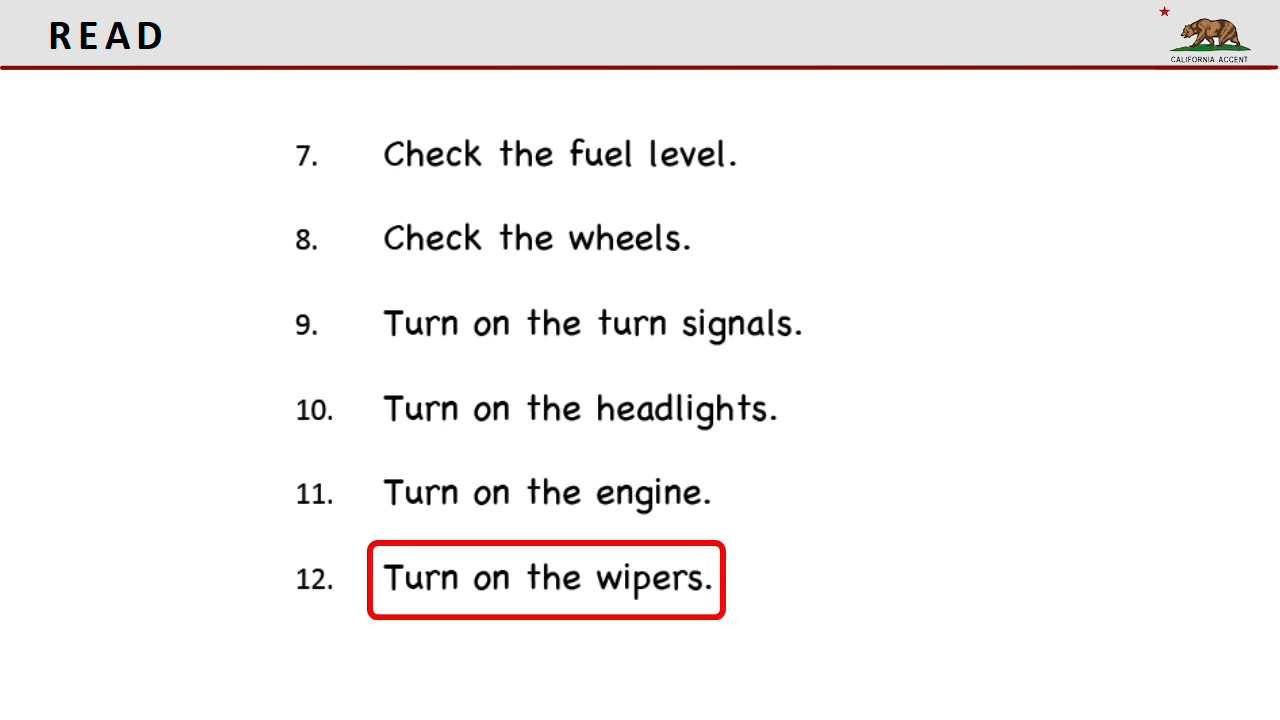 READ
CALIFORNIA ACCENT
7. Check the fuel level.
8. Check the wheels.
9. Turn on the turn signals.
10. Turn on the headlights.
11. Turn on the engine.
12. Turn on the wipers.